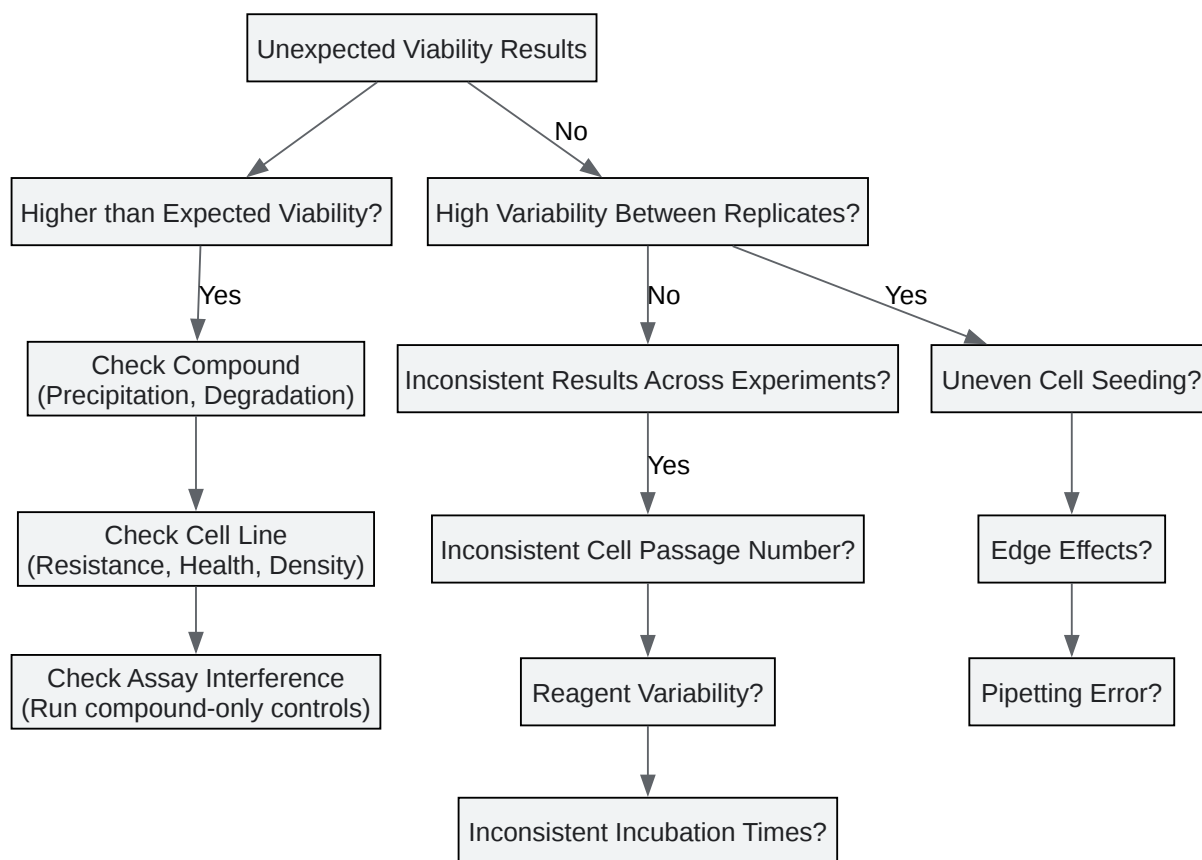 Unexpected Viability Results
No
Higher than Expected Viability?
High Variability Between Replicates?
Yes
No
Yes
Check Compound
(Precipitation, Degradation)
Inconsistent Results Across Experiments?
Uneven Cell Seeding?
Yes
Check Cell Line
(Resistance, Health, Density)
Inconsistent Cell Passage Number?
Edge Effects?
Check Assay Interference
(Run compound-only controls)
Reagent Variability?
Pipetting Error?
Inconsistent Incubation Times?